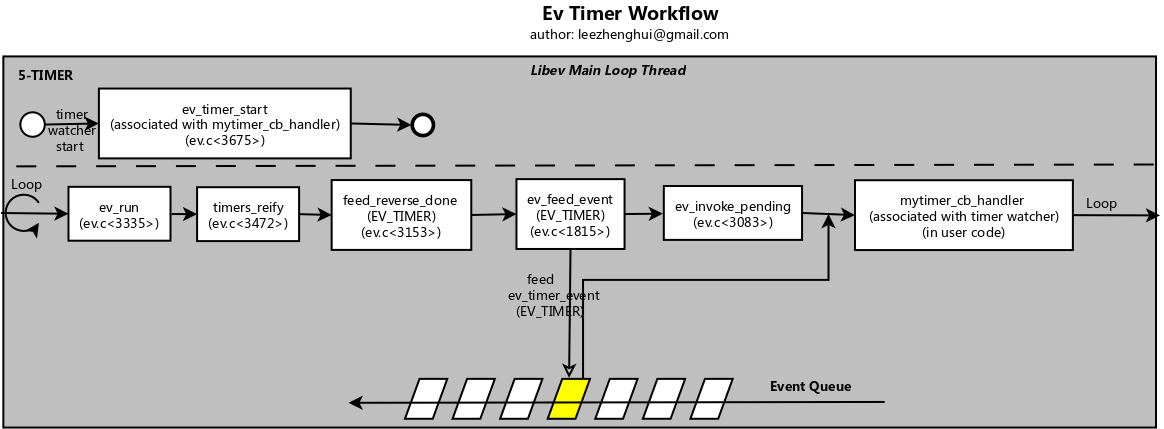 Ev Timer Workflow
author: leezhenghui@gmail.com
5-TIMER
Libev Main Loop Thread
timer
watcher
start
ev_timer_start
(associated with mytimer_cb_handler)
(ev.c<3675>)
Loop
ev_run
(ev.c<3335>)
timers_reify
(ev.c<3472>)
feed_reverse_done
(EV_TIMER)
(ev.c<3153>)
ev_feed_event
(EV_TIMER)
(ev.c<1815>)
ev_invoke_pending
(ev.c<3083>)
mytimer_cb_handler
(associated with timer watcher)
(in user code)
Loop
feed
ev_timer_event
(EV_TIMER)
Event Queue